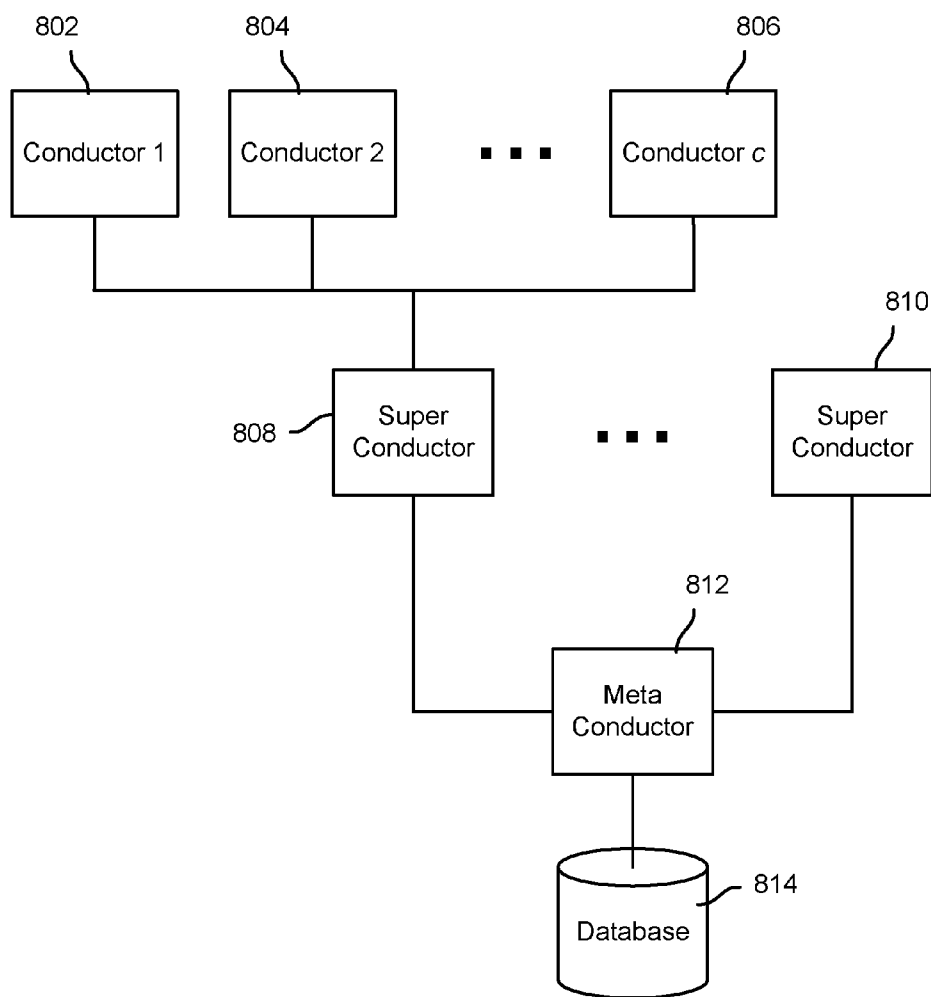 802
804
806
Conductor 1
Conductor 2
Conductor c
810
808
Super
Conductor
Super
Conductor
812
Meta
Conductor
814
Database